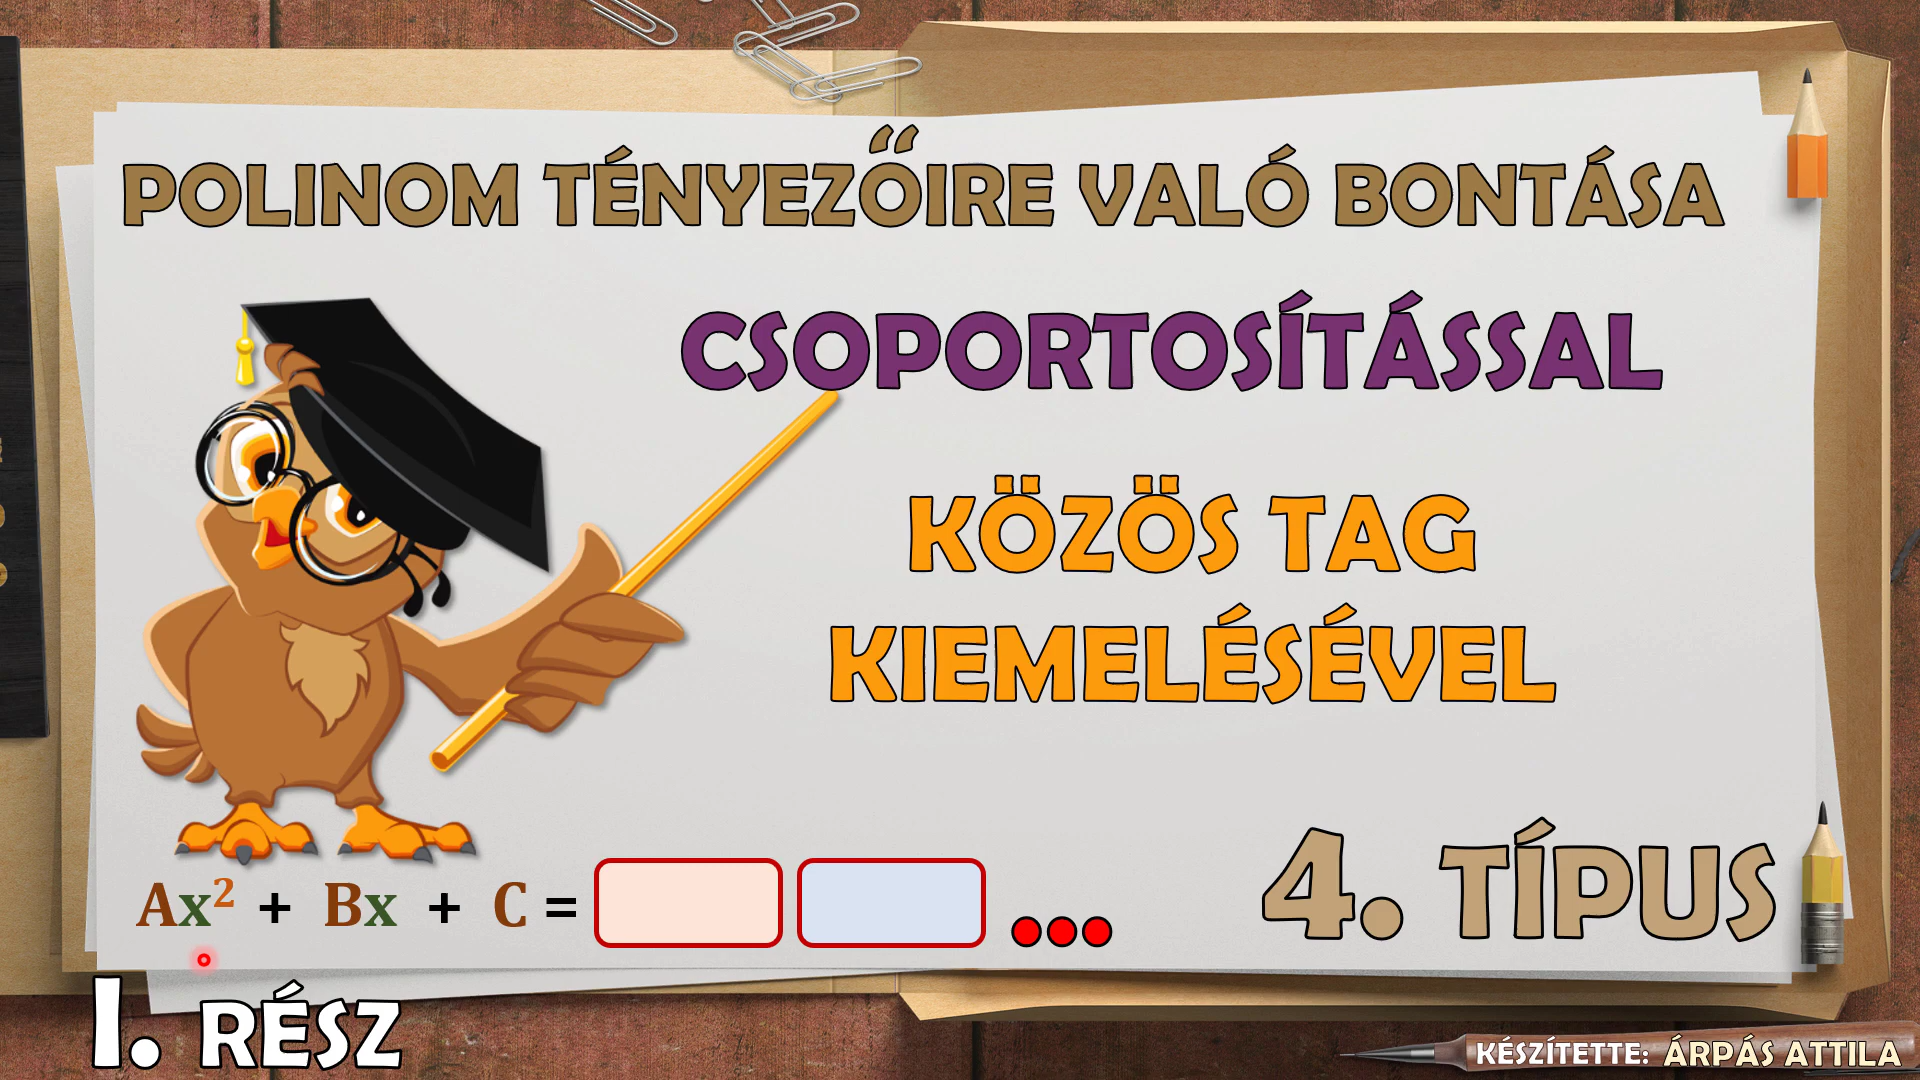 POLINOM TÉNYEZŐIRE VALÓ BONTÁSA
CSOPORTOSÍTÁSSAL
KÖZÖS TAG
KIEMELÉSÉVEL
4. TÍPUS
Ax² + Bx + C =
I. RÉSZ
KÉSZÍTETTE: ÁRPÁS ATTILA